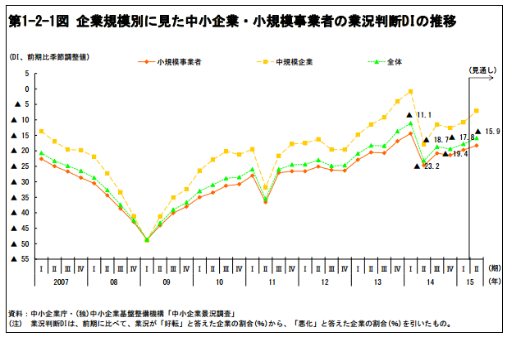 第1-2-1図 企業規模別に見た中小企業・小規模事業者の業況判断DIの推移
(DI、前期比季節調整値)
小規模事業者 中規模企業 全体
(見通し)
5
0
▲ 5
▲ 10
▲ 15
▲ 20
▲ 25
▲ 30
▲ 35
▲ 40
▲ 45
▲ 50
▲ 55
▲ 11.1
▲ 18.7
▲ 17.8
▲ 15.9
▲ 19.4
▲ 23.2
Ⅰ Ⅱ Ⅲ Ⅳ Ⅰ Ⅱ Ⅲ Ⅳ Ⅰ Ⅱ Ⅲ Ⅳ Ⅰ Ⅱ Ⅲ Ⅳ Ⅰ Ⅱ Ⅲ Ⅳ Ⅰ Ⅱ Ⅲ Ⅳ Ⅰ Ⅱ Ⅲ Ⅳ Ⅰ Ⅱ Ⅲ Ⅳ Ⅰ Ⅱ (期)
2007 08 09 10 11 12 13 14 15 (年)
資料:中小企業庁・(独)中小企業基盤整備機構「中小企業景況調査」
(注) 業況判断DIは、前期に比べて、業況が「好転」と答えた企業の割合(%)から、「悪化」と答えた企業の割合(%)を引いたもの。